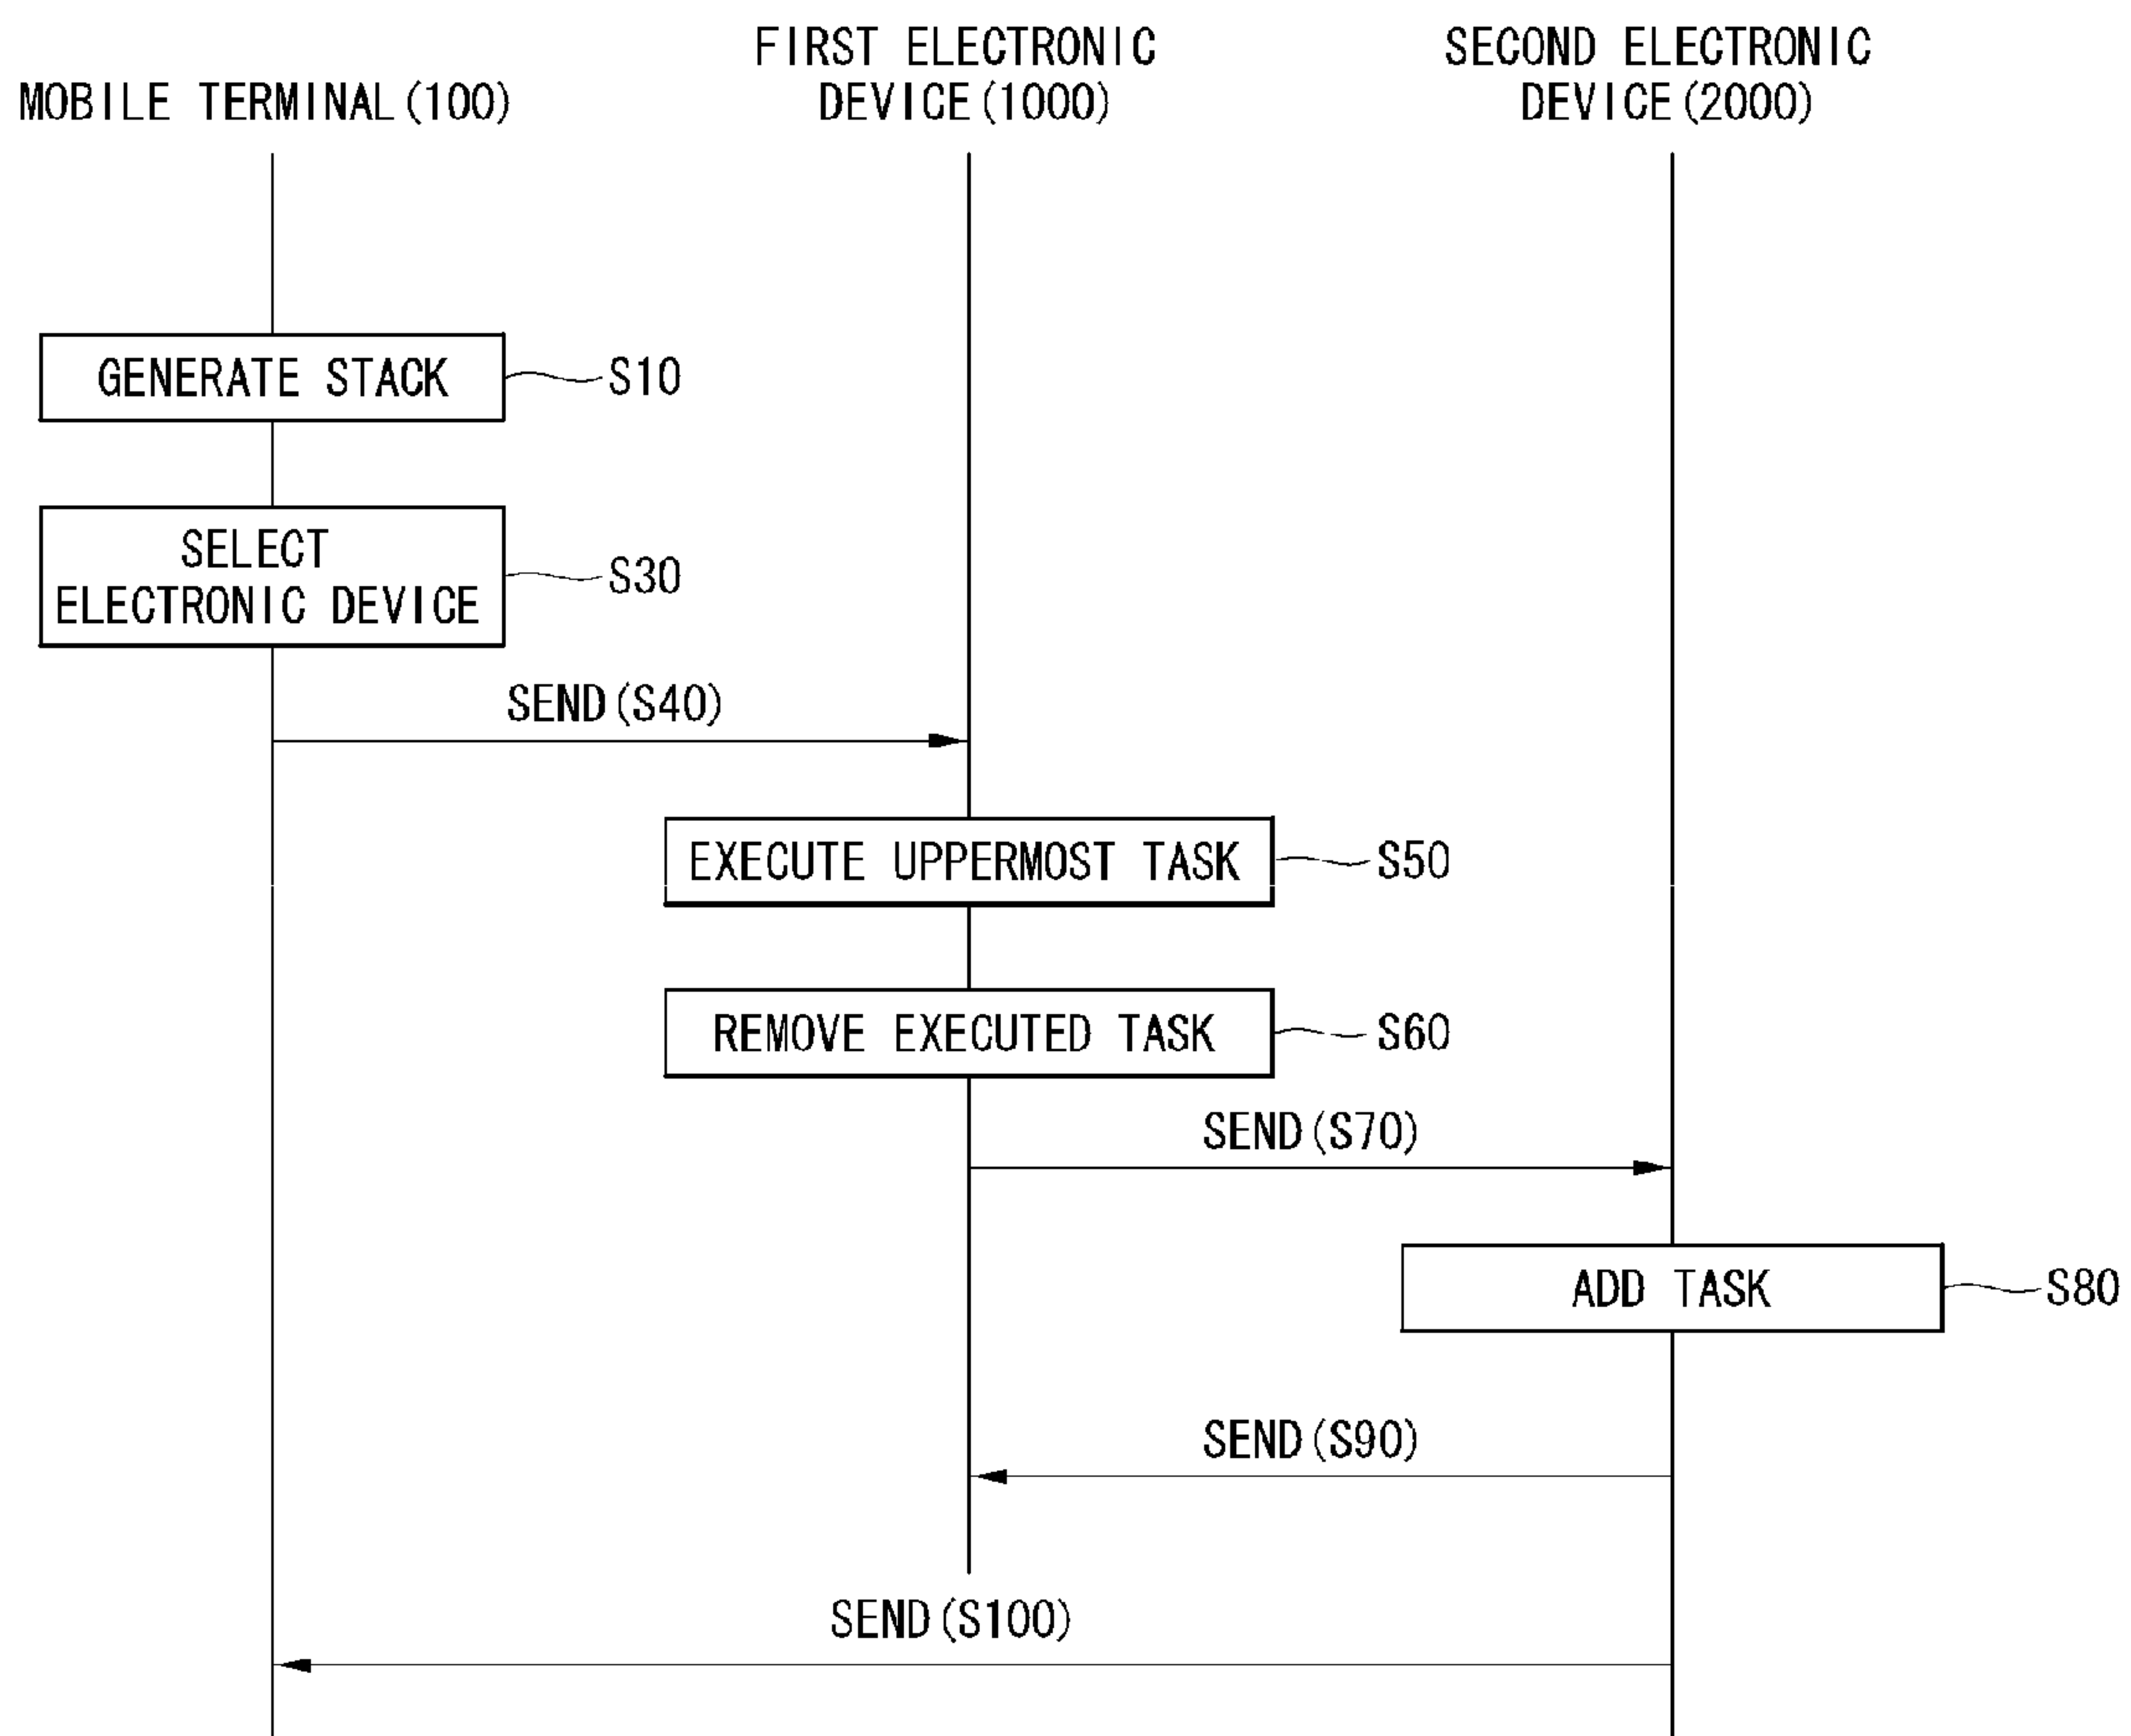 FIRST ELECTRONIC
SECOND ELECTRONIC
MOBILE TERMINAL(100)
DEVICE(1000)
DEVICE(2000)
GENERATE STACK
S10
SELECT
ELECTRONIC DEVICE
S30
SEND(S40)
EXECUTE UPPERMOST TASK
S50
REMOVE EXECUTED TASK
S60
SEND(S70)
ADD TASK
S80
SEND(S90)
SEND(S100)